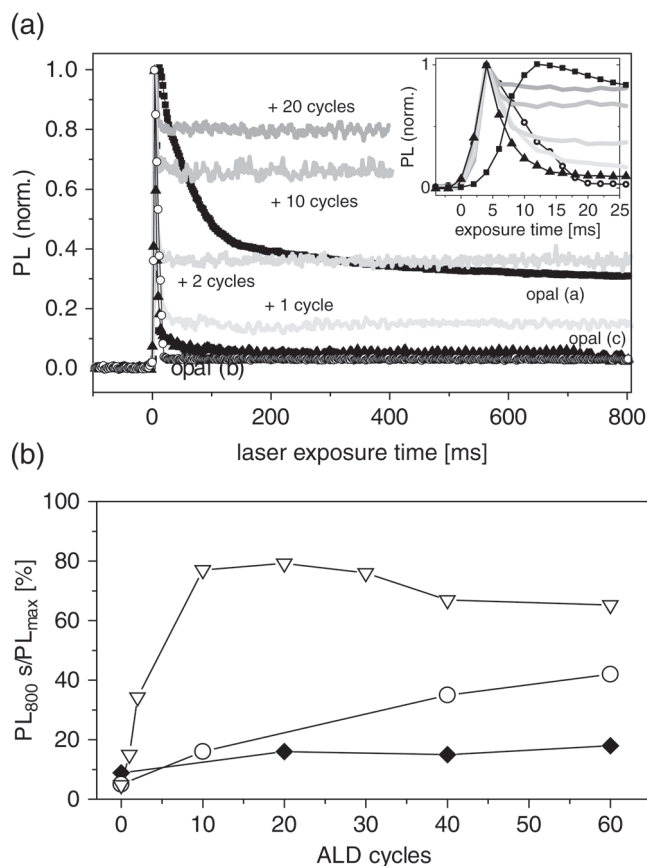 (a)
1.0
0.8
0.6
0.4
0.2
0.0
PL (norm.)
+ 20 cycles
+ 10 cycles
+ 2 cycles
+ 1 cycle
opal (a)
opal (c)
opal (b)
0 200 400 600 800
laser exposure time [ms]
1
0
PL (norm.)
0 5 10 15 20 25
exposure time [ms]
(b)
100
80
60
40
20
0
PL800 s/PLmax [%]
0 10 20 30 40 50 60
ALD cycles